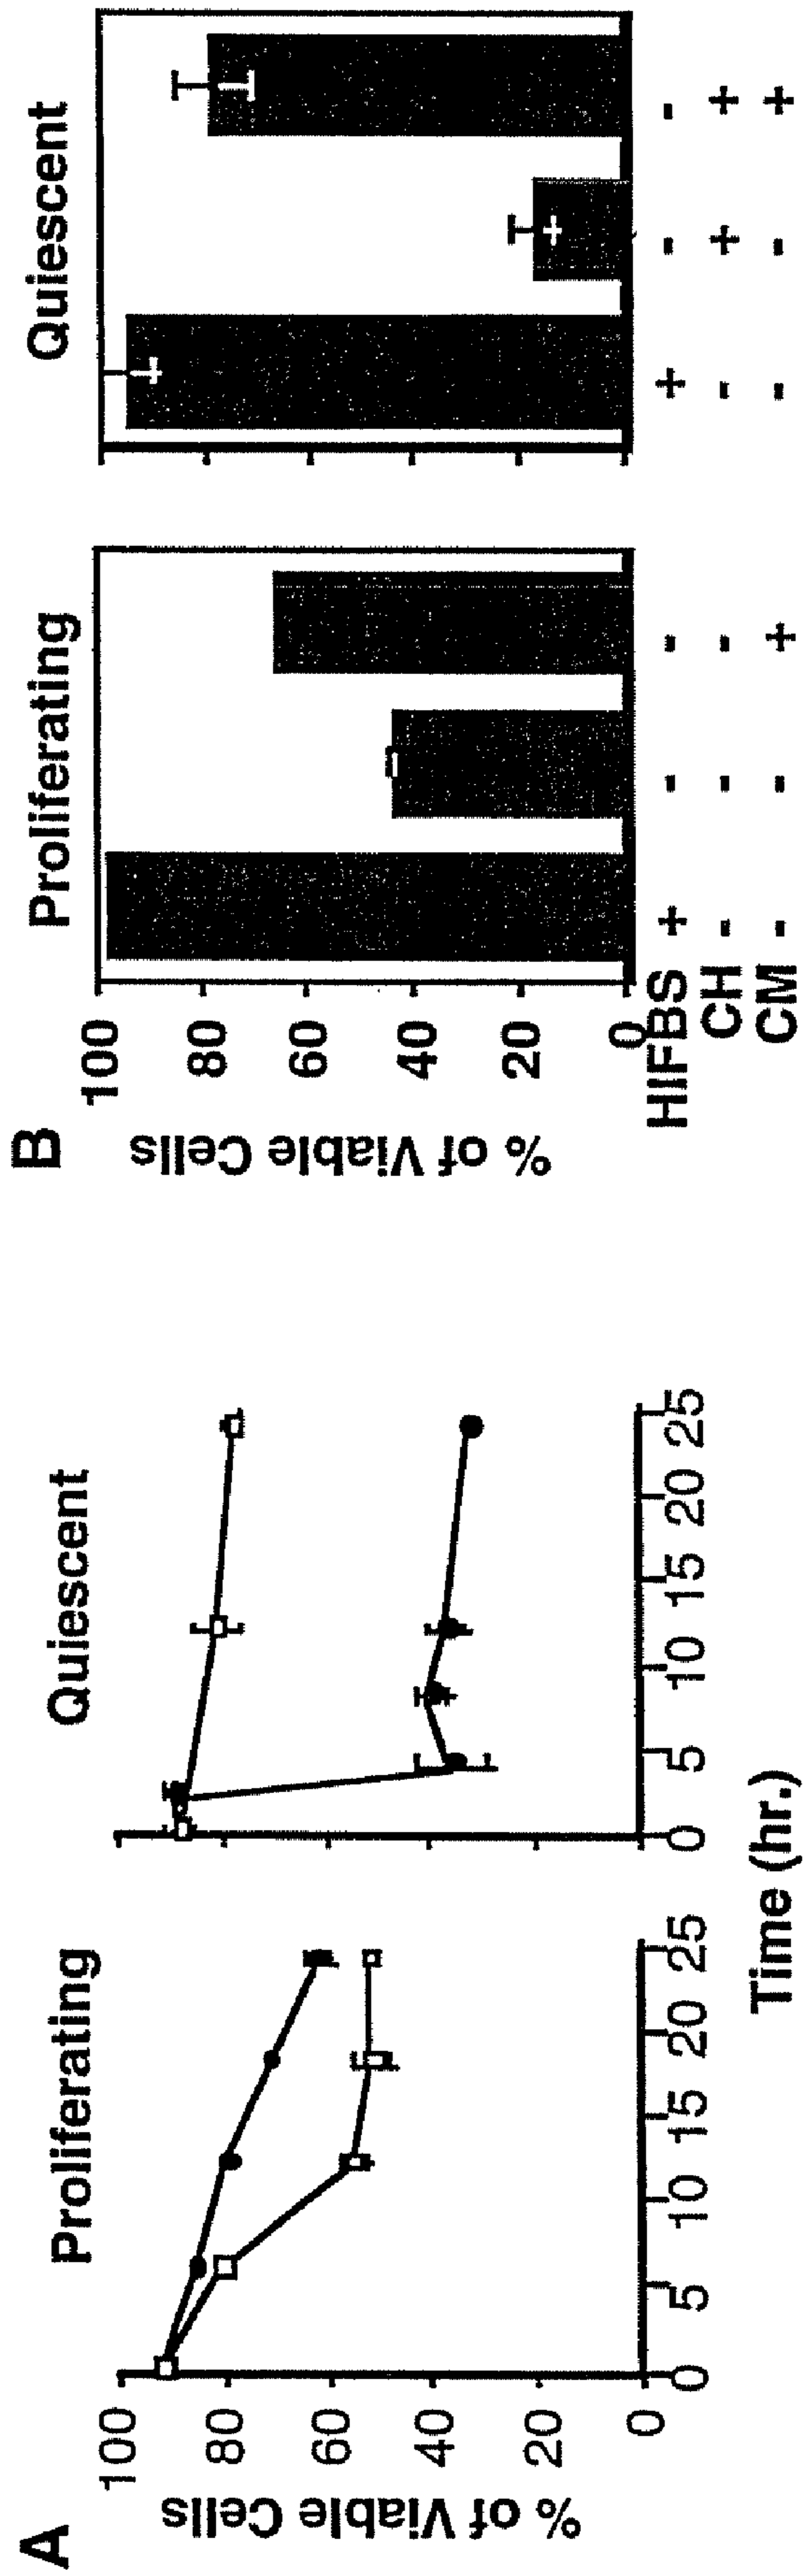 A
Proliferating
Quiescent
% of Viable Cells
100
80
60
40
20
0
0 5 10 15 20 25
0 5 10 15 20 25
Time (hr.)
B
Proliferating
Quiescent
% of Viable Cells
100
80
60
40
20
0
HIFBS + - - + - -
CH - - - - + +
CM - - + - - +